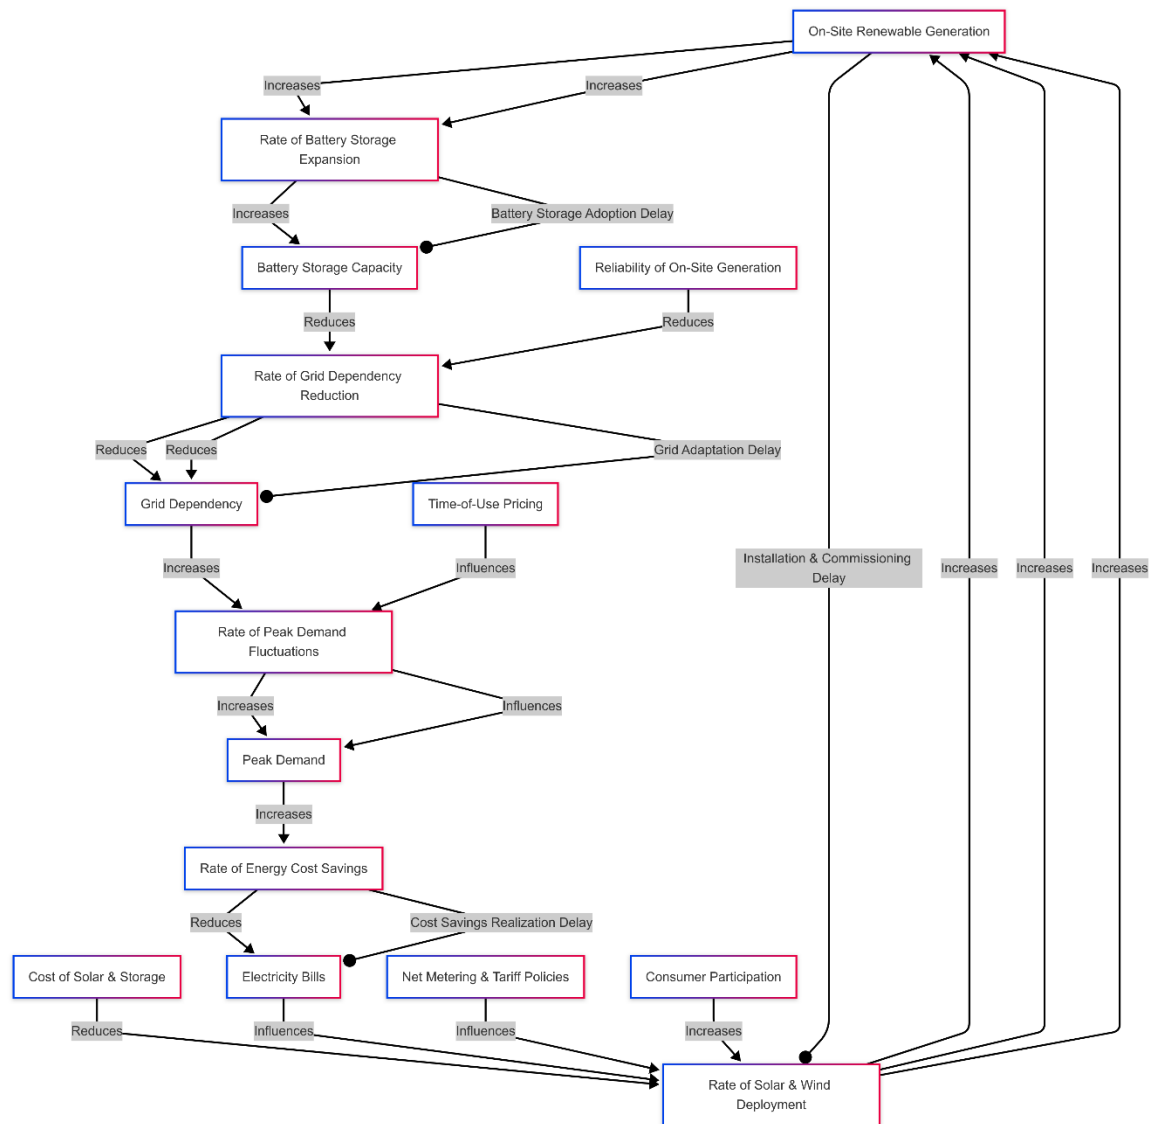 On-Site Renewable Generation
Increases
Increases
Rate of Battery Storage
Expansion
Increases
Battery Storage Adoption Delay
Battery Storage Capacity
Reliability of On-Site Generation
Reduces
Reduces
Rate of Grid Dependency
Reduction
Reduces
Reduces
Grid Adaptation Delay
Grid Dependency
Time-of-Use Pricing
Increases
Influences
Installation & Commissioning
Delay
Increases
Increases
Increases
Rate of Peak Demand
Fluctuations
Increases
Influences
Peak Demand
Increases
Rate of Energy Cost Savings
Reduces
Cost Savings Realization Delay
Cost of Solar & Storage
Electricity Bills
Net Metering & Tariff Policies
Consumer Participation
Reduces
Influences
Influences
Increases
Rate of Solar & Wind
Deployment